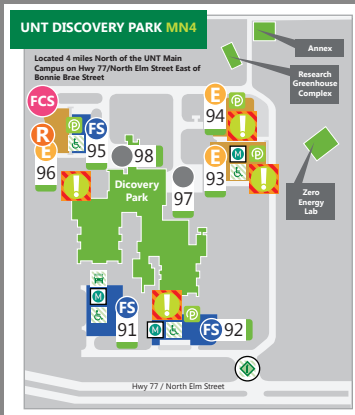 UNT DISCOVERY PARK MN4
Located 4 miles North of the UNT Main
Campus on Hwy 77/North Elm Street East of
Bonnie Brae Street
Annex
Research
Greenhouse
Complex
FCS
E
94
P
!
R
P
FS
E
95
98
96
!
M
P
E
93
!
Dicovery
Park
97
Zero
Energy
Lab
M
FS
91
!
P
M
FS 92
Hwy 77 / North Elm Street